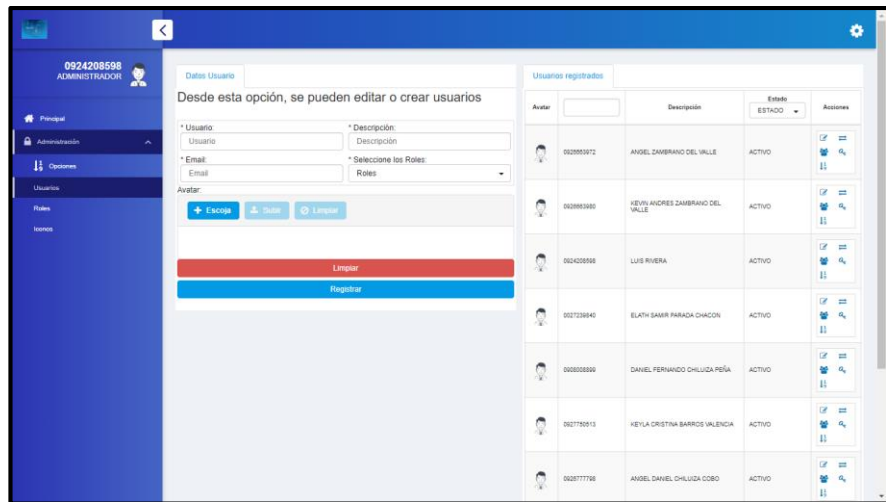 0924208598
ADMINISTRADOR
Principal
Administración
Opciones
Usuarios
Roles
Iconos
Datos Usuario
Desde esta opción, se pueden editar o crear usuarios
* Usuario:
* Descripción:
Usuario
Descripción
* Email:
* Seleccione los Roles:
Email
Roles
Avatar:
Escoja
Subir
Limpiar
Limpiar
Registrar
Usuarios registrados
Avatar
Descripción
Estado
ESTADO
Acciones
ANGEL ZAMBRANO DEL VALLE
ACTIVO
KEVIN ANDRES ZAMBRANO DEL
VALLE
ACTIVO
0924208598
LUIS RIVERA
ACTIVO
ELATH SAMIR PARADA CHACON
ACTIVO
DANIEL FERNANDO CHILUIZA PEÑA
ACTIVO
KEYLA CRISTINA BARROS VALENCIA
ACTIVO
ANGEL DANIEL CHILUIZA COBO
ACTIVO